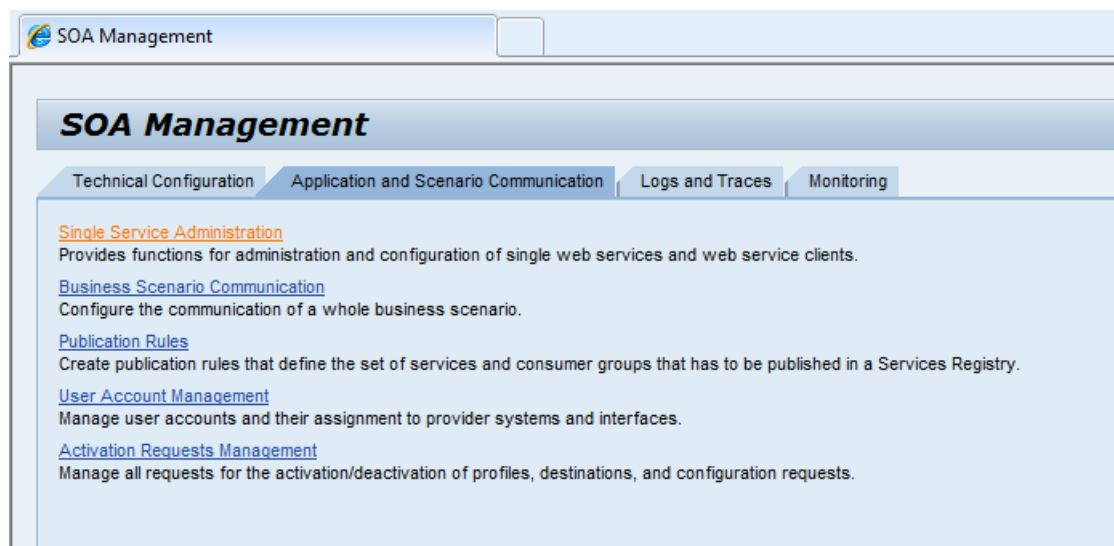 SOA Management
SOA Management
Technical Configuration Application and Scenario Communication Logs and Traces Monitoring
Single Service Administration
Provides functions for administration and configuration of single web services and web service clients.
Business Scenario Communication
Configure the communication of a whole business scenario.
Publication Rules
Create publication rules that define the set of services and consumer groups that has to be published in a Services Registry.
User Account Management
Manage user accounts and their assignment to provider systems and interfaces.
Activation Requests Management
Manage all requests for the activation/deactivation of profiles, destinations, and configuration requests.